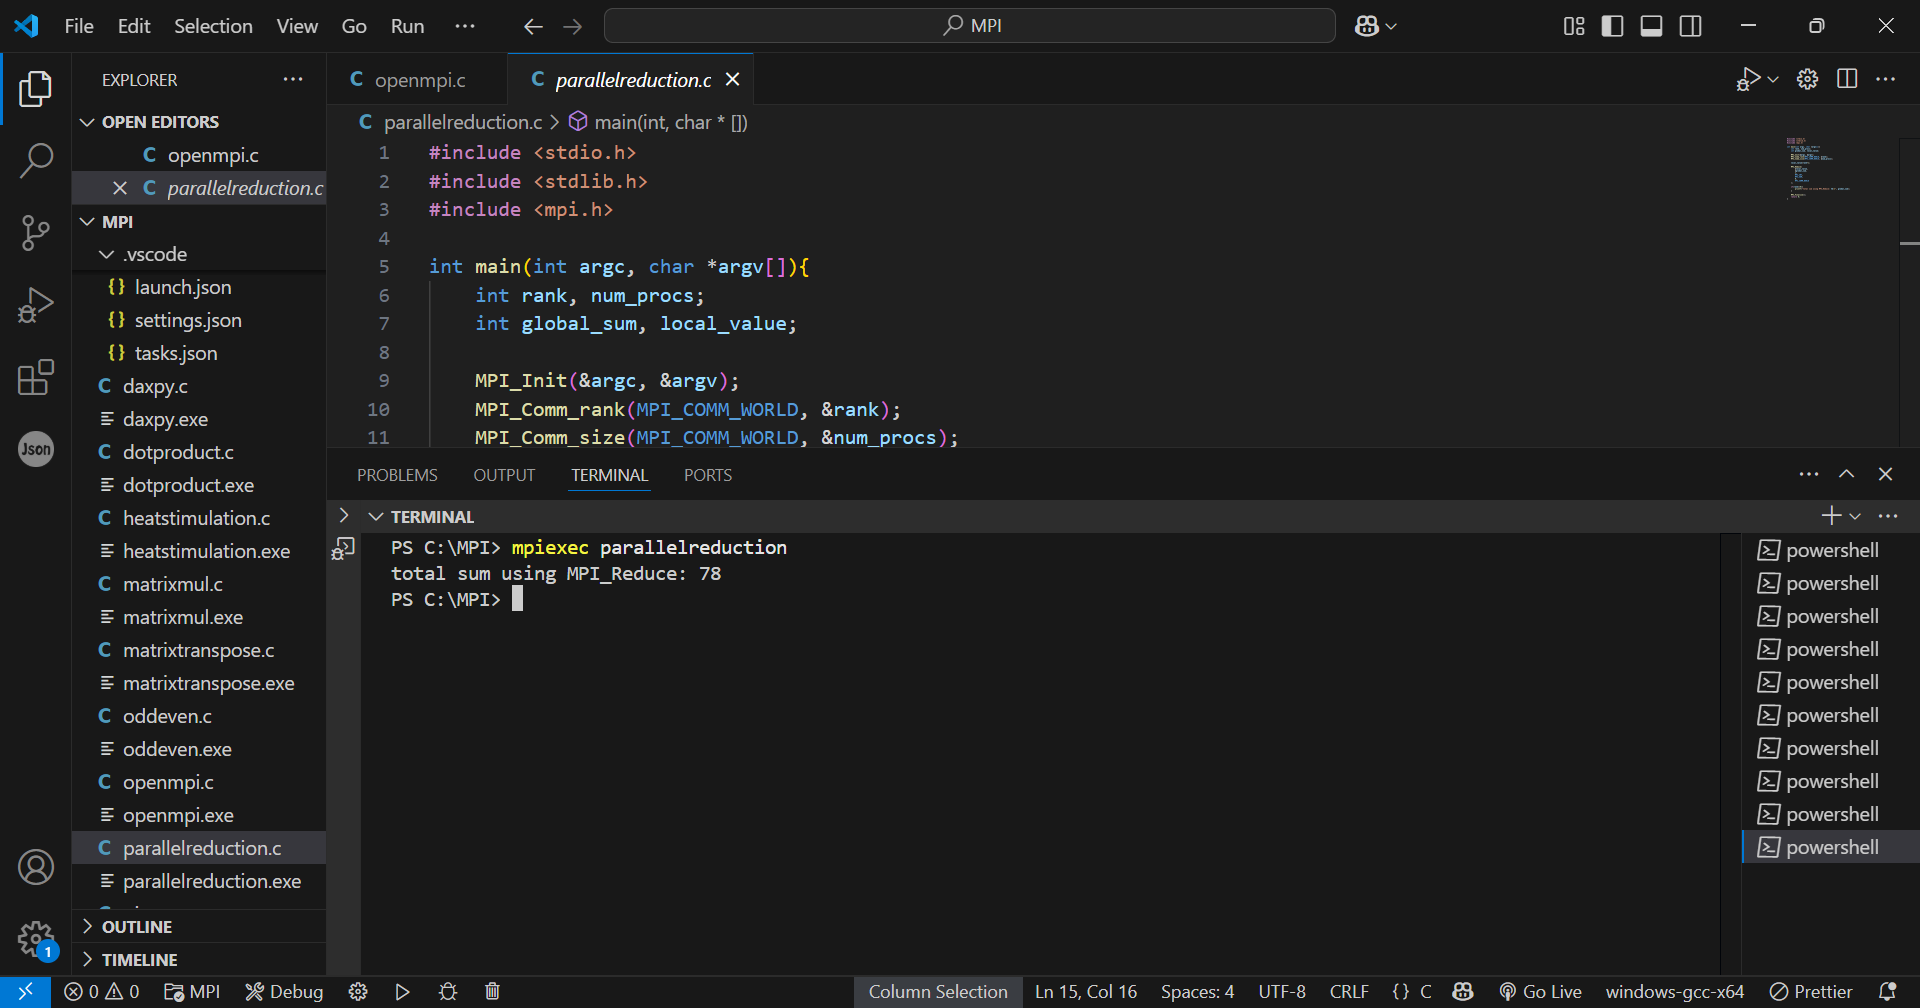 File Edit Selection View Go Run ··· MPI
EXPLORER ···
OPEN EDITORS
C openmpi.c
C parallelreduction.c
MPI
.vscode
{} launch.json
{} settings.json
{} tasks.json
C daxpy.c
daxpy.exe
C dotproduct.c
dotproduct.exe
C heatstimulation.c
heatstimulation.exe
C matrixmul.c
matrixmul.exe
C matrixtranspose.c
matrixtranspose.exe
C oddeven.c
oddeven.exe
C openmpi.c
openmpi.exe
C parallelreduction.c
parallelreduction.exe
OUTLINE
TIMELINE
Json
1
C openmpi.c C parallelreduction.c
C parallelreduction.c > main(int, char * [])
1 #include <stdio.h>
2 #include <stdlib.h>
3 #include <mpi.h>
4
5 int main(int argc, char *argv[]){
6 int rank, num_procs;
7 int global_sum, local_value;
8
9 MPI_Init(&argc, &argv);
10 MPI_Comm_rank(MPI_COMM_WORLD, &rank);
11 MPI_Comm_size(MPI_COMM_WORLD, &num_procs);
PROBLEMS OUTPUT TERMINAL PORTS
TERMINAL
PS C:\MPI> mpiexec parallelreduction
total sum using MPI_Reduce: 78
PS C:\MPI>
powershell
powershell
powershell
powershell
powershell
powershell
powershell
powershell
powershell
powershell
0 0 MPI Debug Column Selection Ln 15, Col 16 Spaces: 4 UTF-8 CRLF {} C Go Live windows-gcc-x64 Prettier